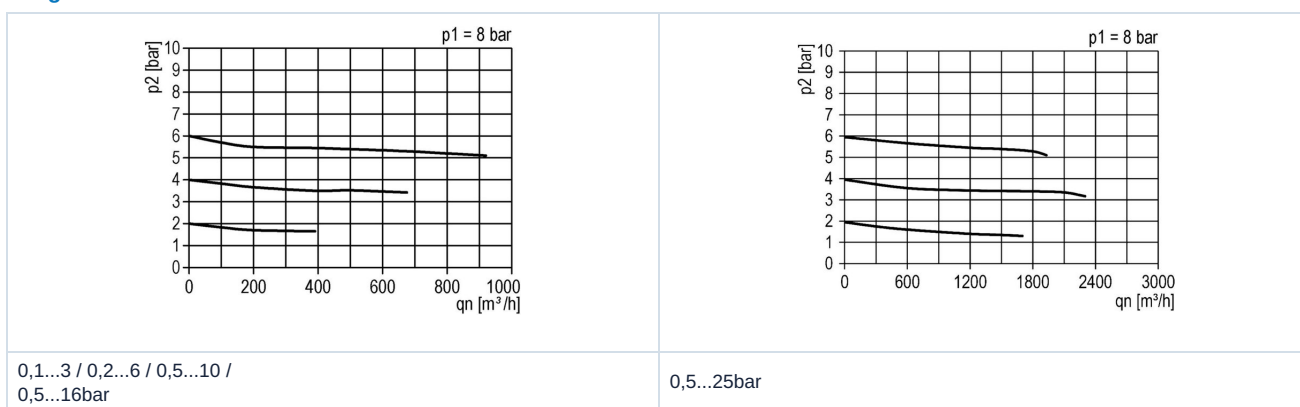 p1 = 8 bar
p2 [bar]
10
9
8
7
6
5
4
3
2
1
0
0 200 400 600 800 1000
qn [m³/h]
p1 = 8 bar
p2 [bar]
10
9
8
7
6
5
4
3
2
1
0
0 600 1200 1800 2400 3000
qn [m³/h]
0,1...3 / 0,2...6 / 0,5...10 /
0,5...16bar
0,5...25bar